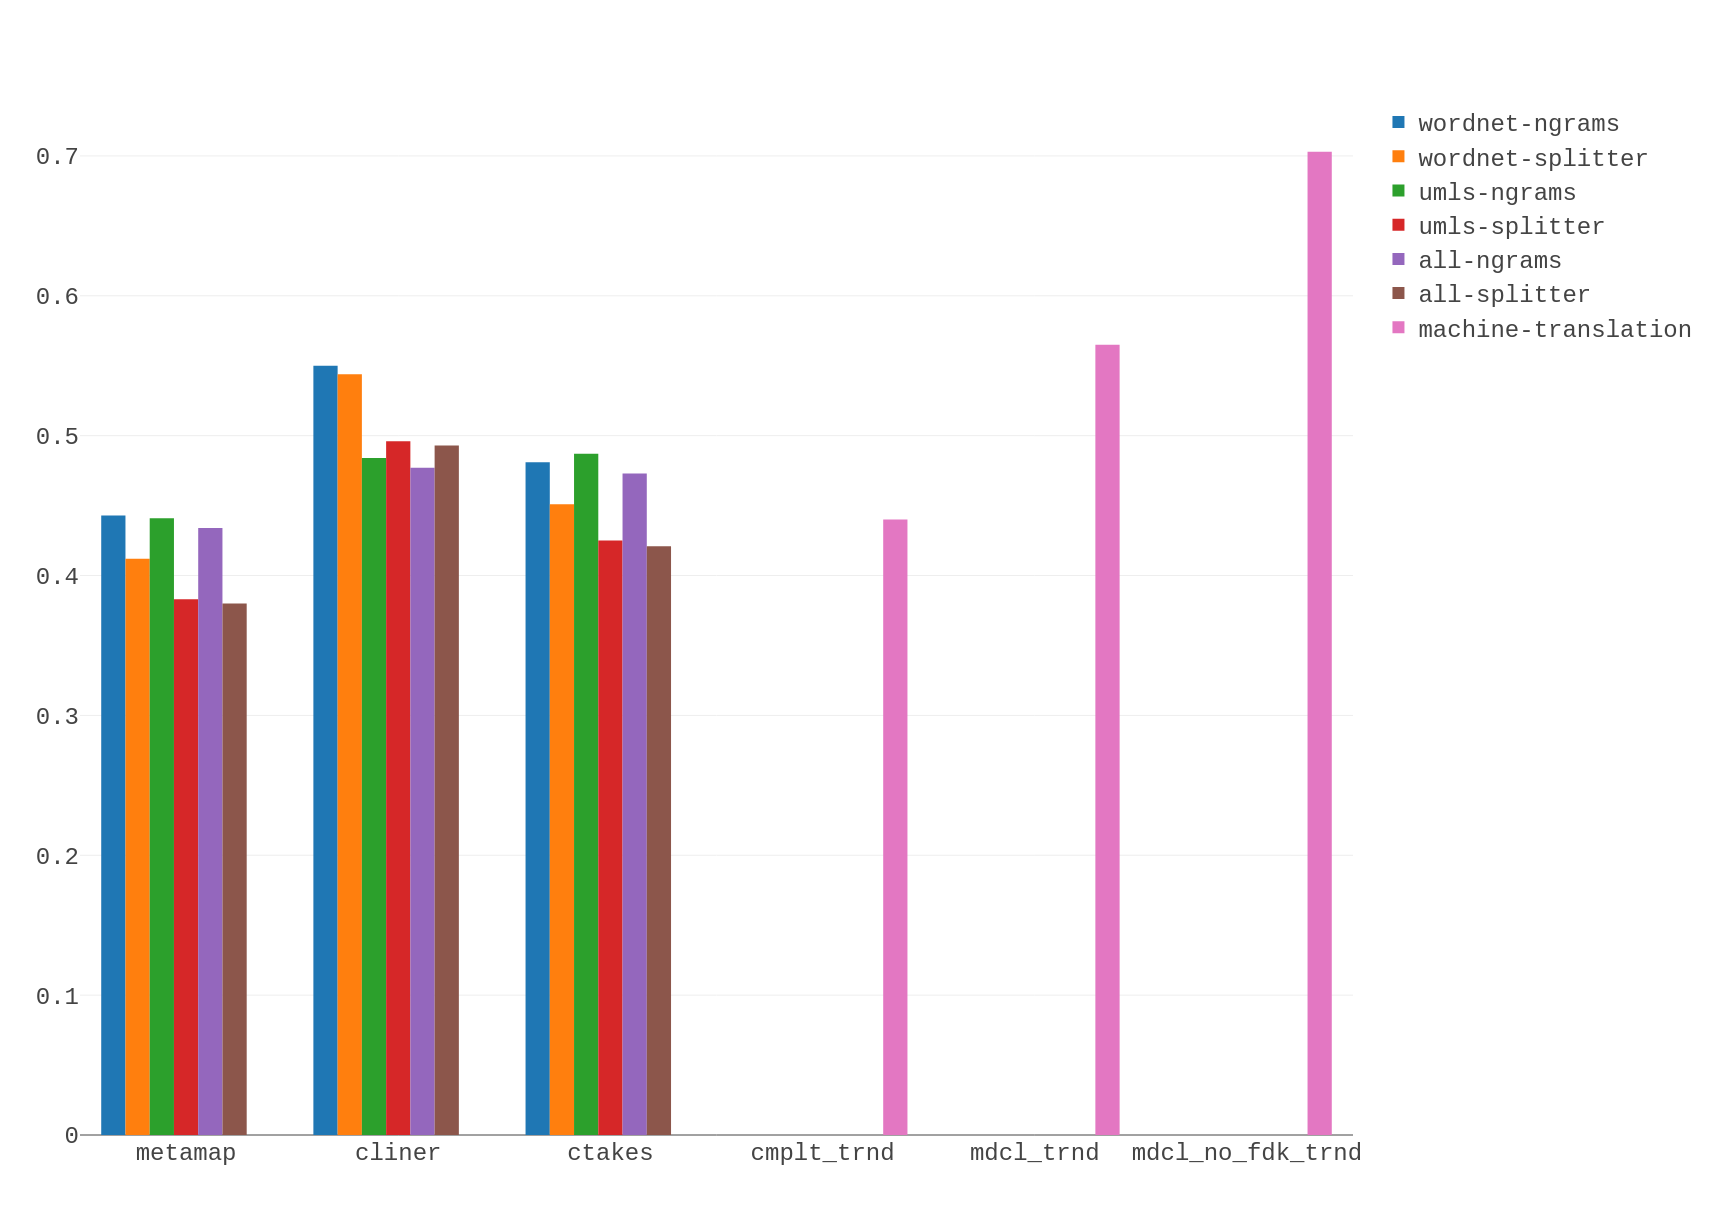 0.7
0.6
0.5
0.4
0.3
0.2
0.1
0
metamap
cliner
ctakes
cmplt_trnd
mdcl_trnd
mdcl_no_fdk_trnd
wordnet-ngrams
wordnet-splitter
umls-ngrams
umls-splitter
all-ngrams
all-splitter
machine-translation